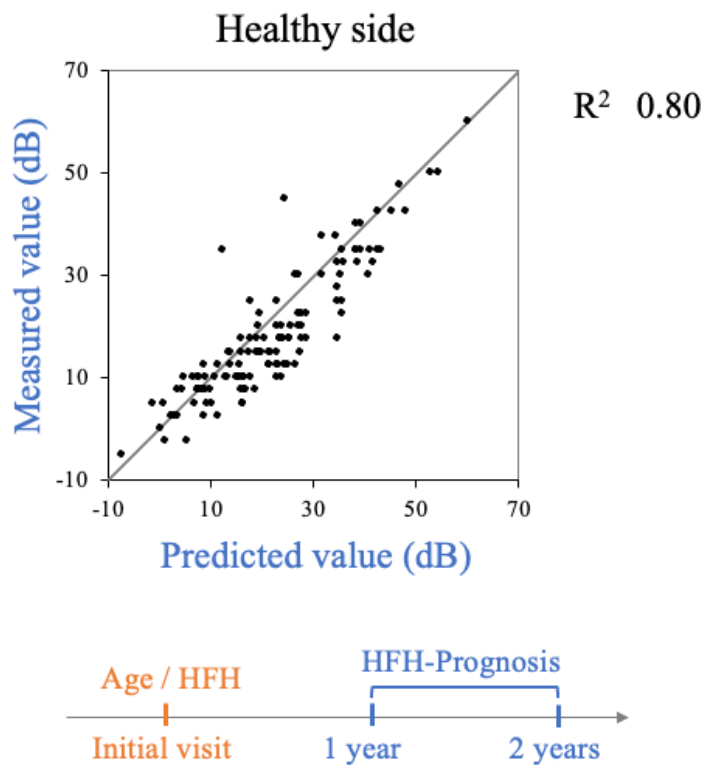 Healthy side
R² 0.80
Measured value (dB)
70
50
30
10
-10
-10 10 30 50 70
Predicted value (dB)
HFH-Prognosis
Age / HFH
Initial visit 1 year 2 years